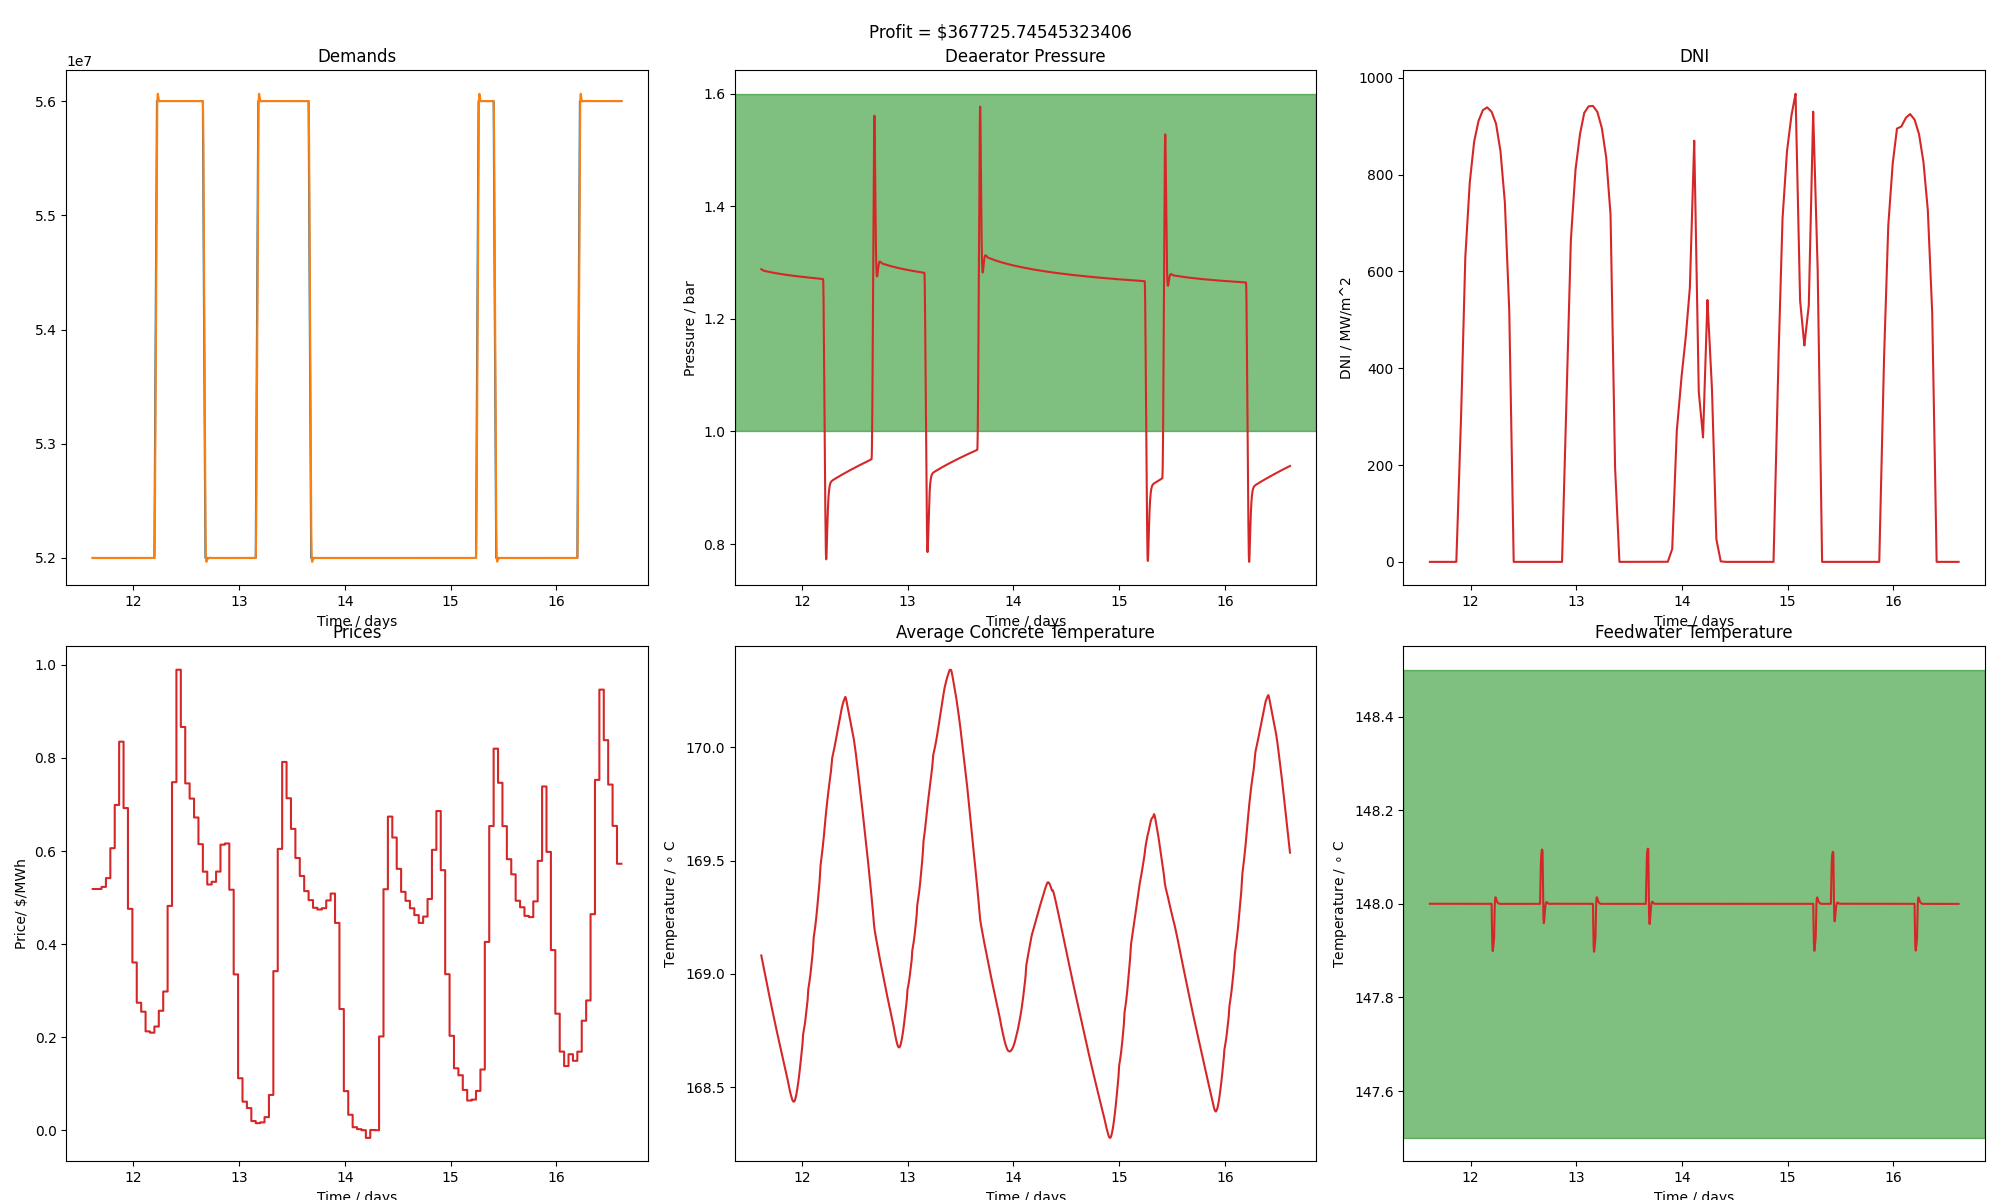 Profit = $367725.74545323406
Demands
1e7
5.6
5.5
5.4
5.3
5.2
12 13 14 15 16
Time / days
Deaerator Pressure
Pressure / bar
1.6
1.4
1.2
1.0
0.8
12 13 14 15 16
Time / days
DNI
DNI / MW/m^2
1000
800
600
400
200
0
12 13 14 15 16
Time / days
Prices
Price/ $/MWh
1.0
0.8
0.6
0.4
0.2
0.0
12 13 14 15 16
Time / days
Average Concrete Temperature
Temperature / ∘ C
170.0
169.5
169.0
168.5
12 13 14 15 16
Time / days
Feedwater Temperature
Temperature / ∘ C
148.4
148.2
148.0
147.8
147.6
12 13 14 15 16
Time / days